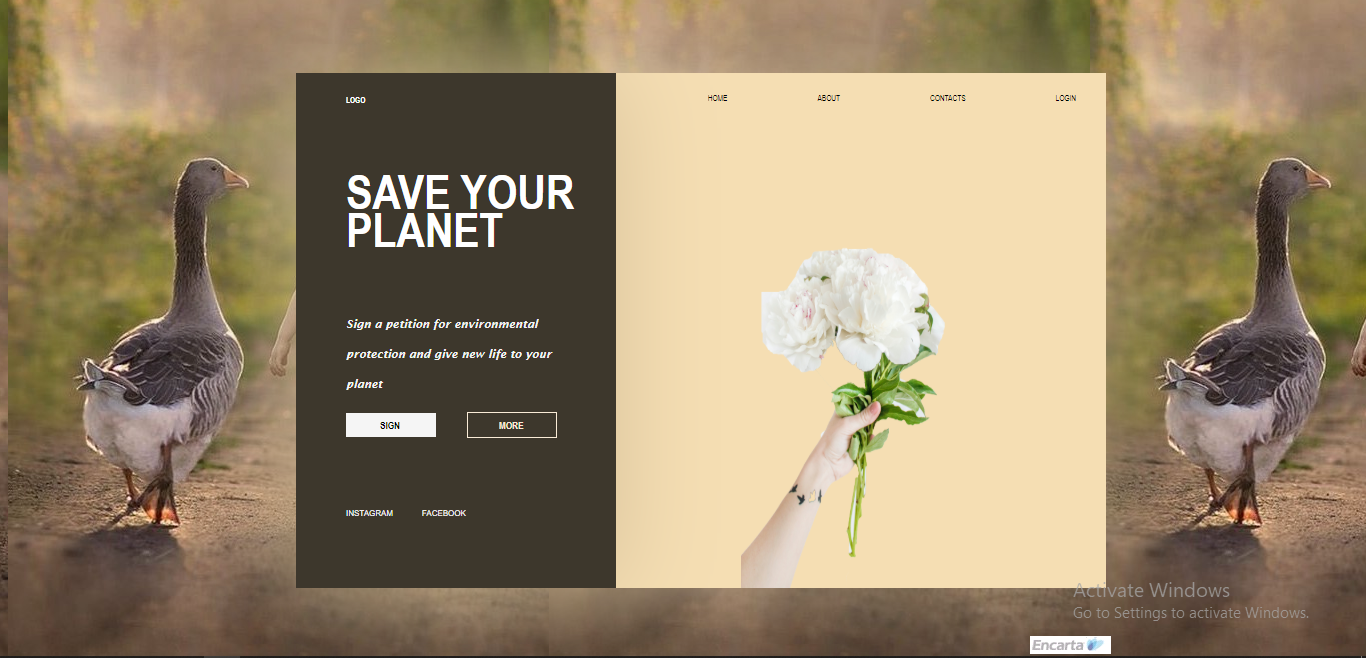 LOGO
HOME
ABOUT
CONTACTS
LOGIN
SAVE YOUR
PLANET
Sign a petition for environmental
protection and give new life to your
planet
SIGN
MORE
INSTAGRAM
FACEBOOK
Activate Windows
Go to Settings to activate Windows.
Encarta